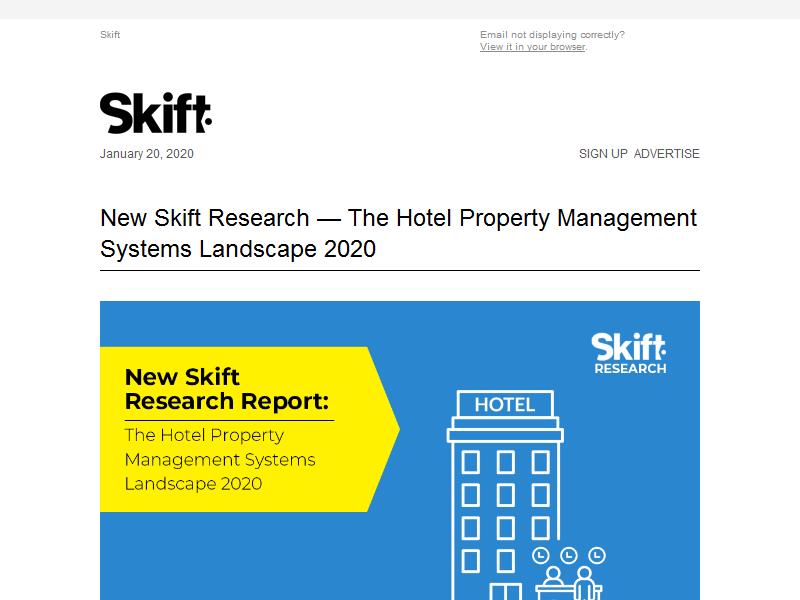 Skift
Email not displaying correctly?
View it in your browser.
Skift
January 20, 2020
SIGN UP ADVERTISE
New Skift Research — The Hotel Property Management
Systems Landscape 2020
Skift
RESEARCH
New Skift
Research Report:
The Hotel Property
Management Systems
Landscape 2020
HOTEL